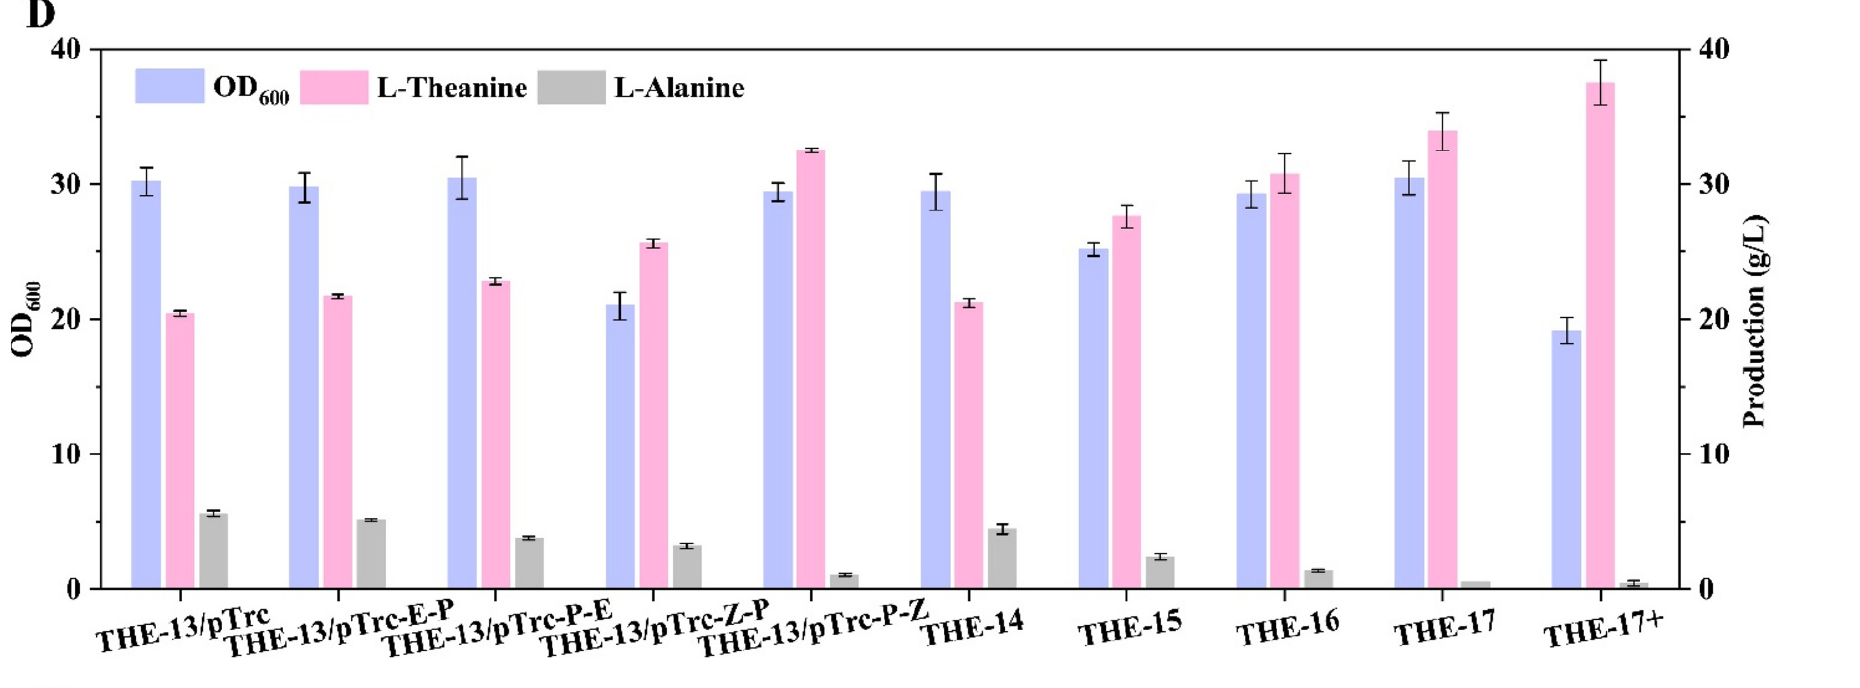 D
OD600 L-Theanine L-Alanine
40
30
20
10
0
OD600
40
30
20
10
0
Production (g/L)
THE-13/pTrc
THE-13/pTrc-E-P
THE-13/pTrc-P-E
THE-13/pTrc-Z-P
THE-13/pTrc-P-Z
THE-14
THE-15
THE-16
THE-17
THE-17+